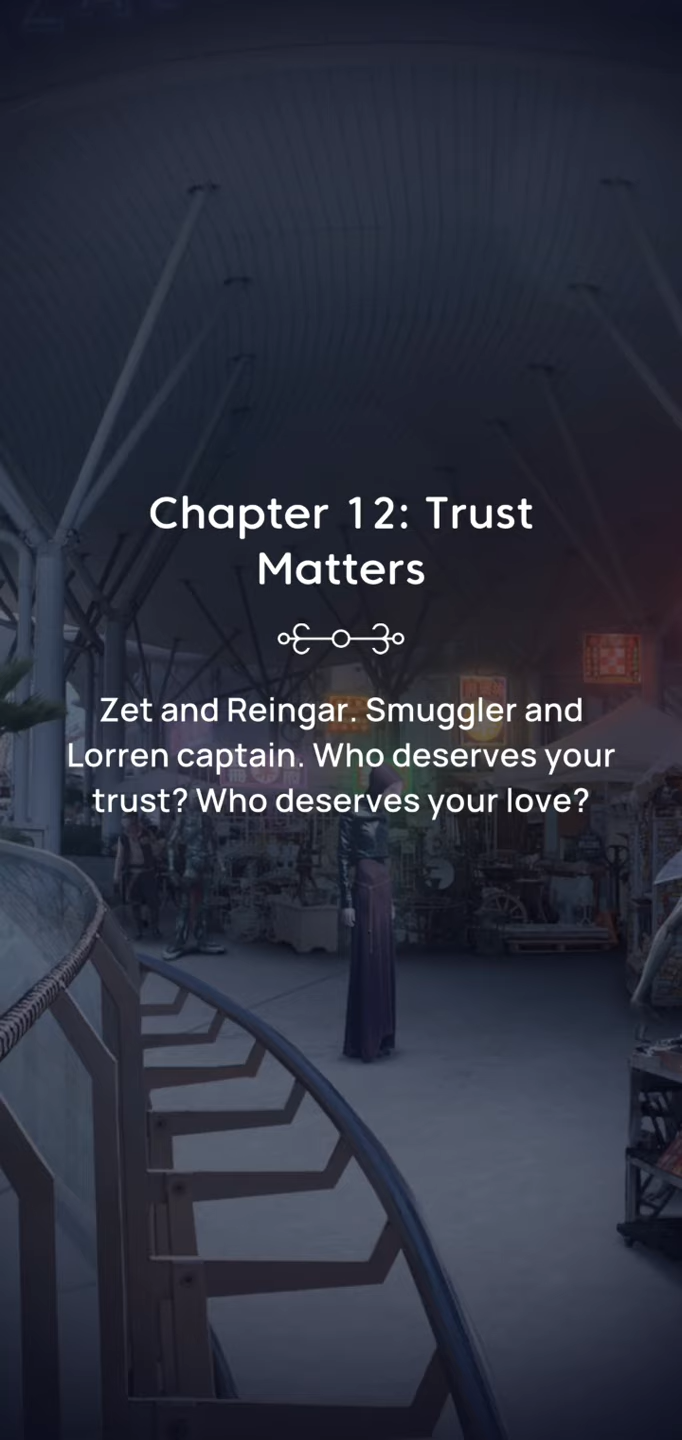 Chapter 12: Trust
Matters
Zet and Reingar. Smuggler and
Lorren captain. Who deserves your
trust? Who deserves your love?